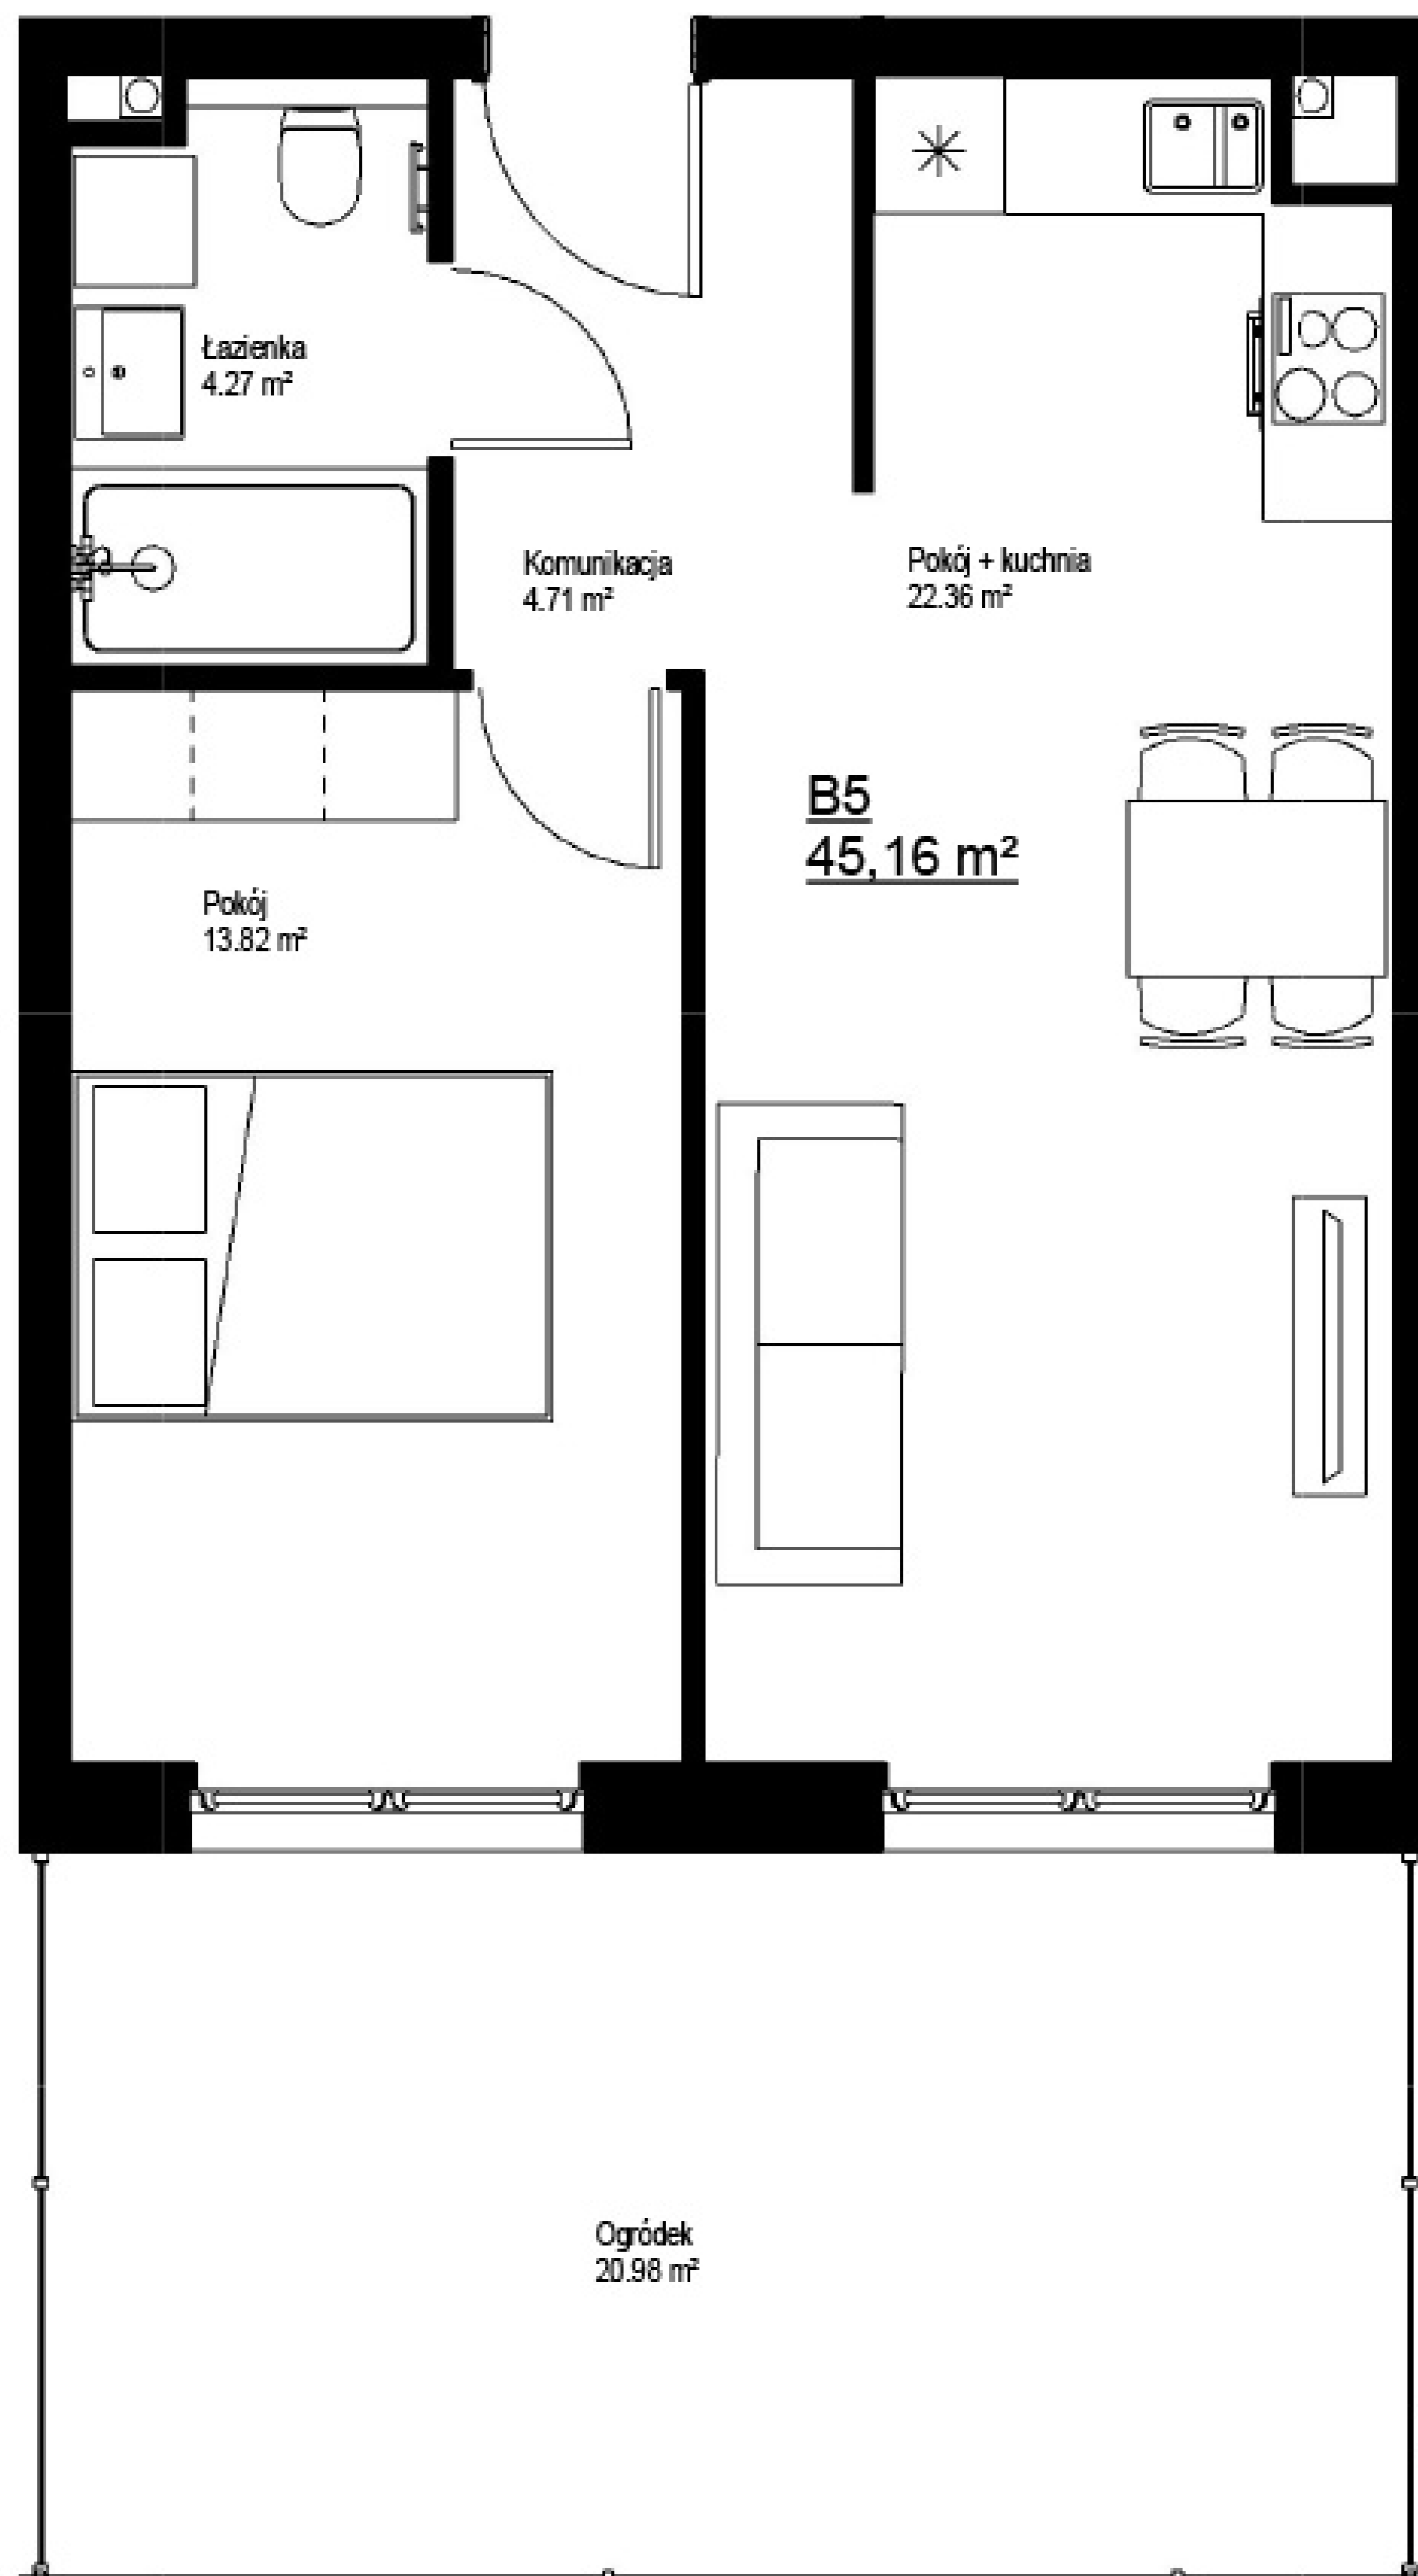 Łazienka
4.27 m²
Komunikacja
4.71 m²
Pokój + kuchnia
22.36 m²
B5
45,16 m²
Pokój
13.82 m²
Ogródek
20.98 m²